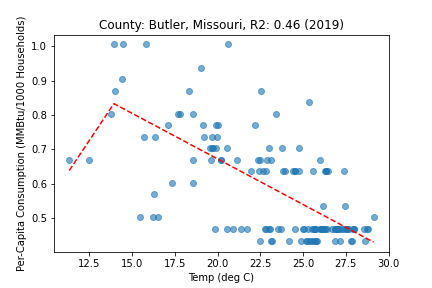 County: Butler, Missouri, R2: 0.46 (2019)
Per-Capita Consumption (MMBtu/1000 Households)
1.0
0.9
0.8
0.7
0.6
0.5
12.5 15.0 17.5 20.0 22.5 25.0 27.5 30.0
Temp (deg C)